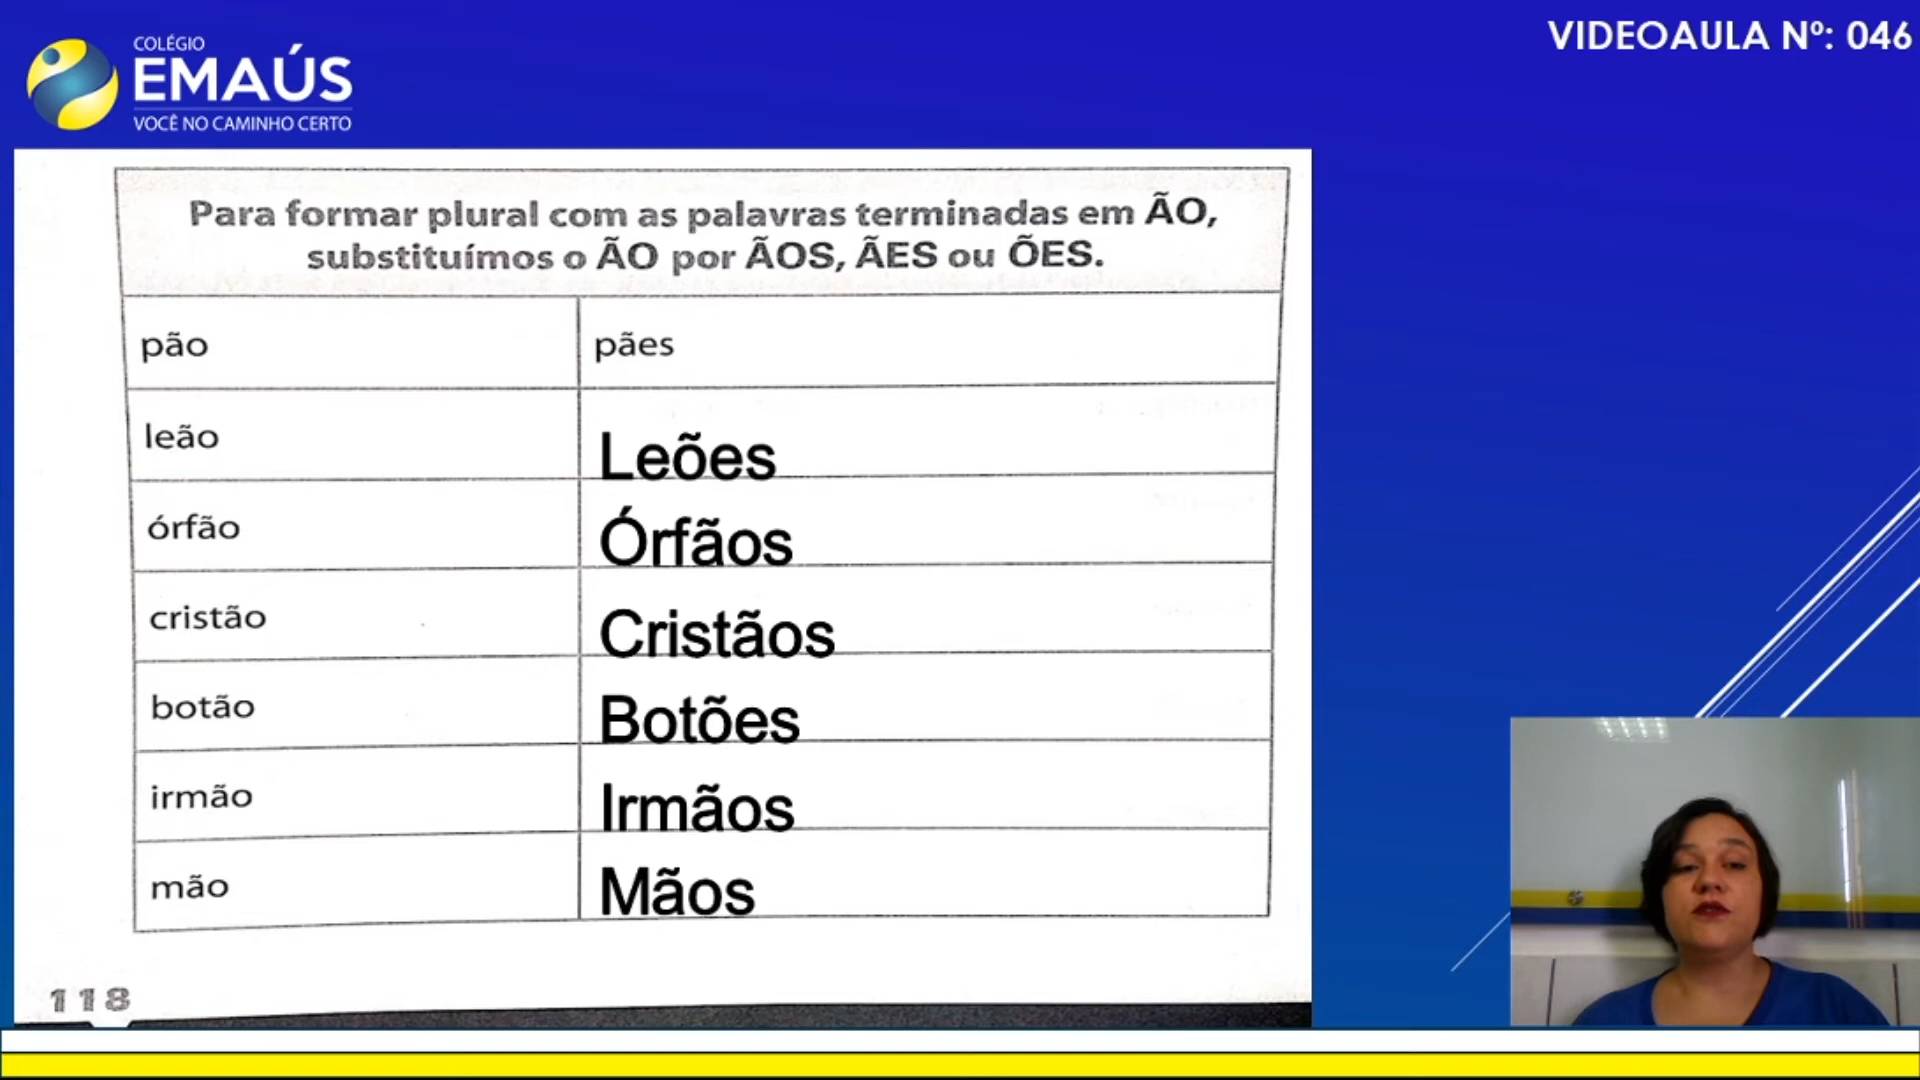 COLÉGIO
EMAÚS
VOCÊ NO CAMINHO CERTO
VIDEOAULA Nº: 046
Para formar plural com as palavras terminadas em ÃO,
substituímos o ÃO por ÃOS, ÃES ou ÕES.
pão
pães
leão
Leões
órfão
Órfãos
cristão
Cristãos
botão
Botões
irmão
Irmãos
mão
Mãos
118